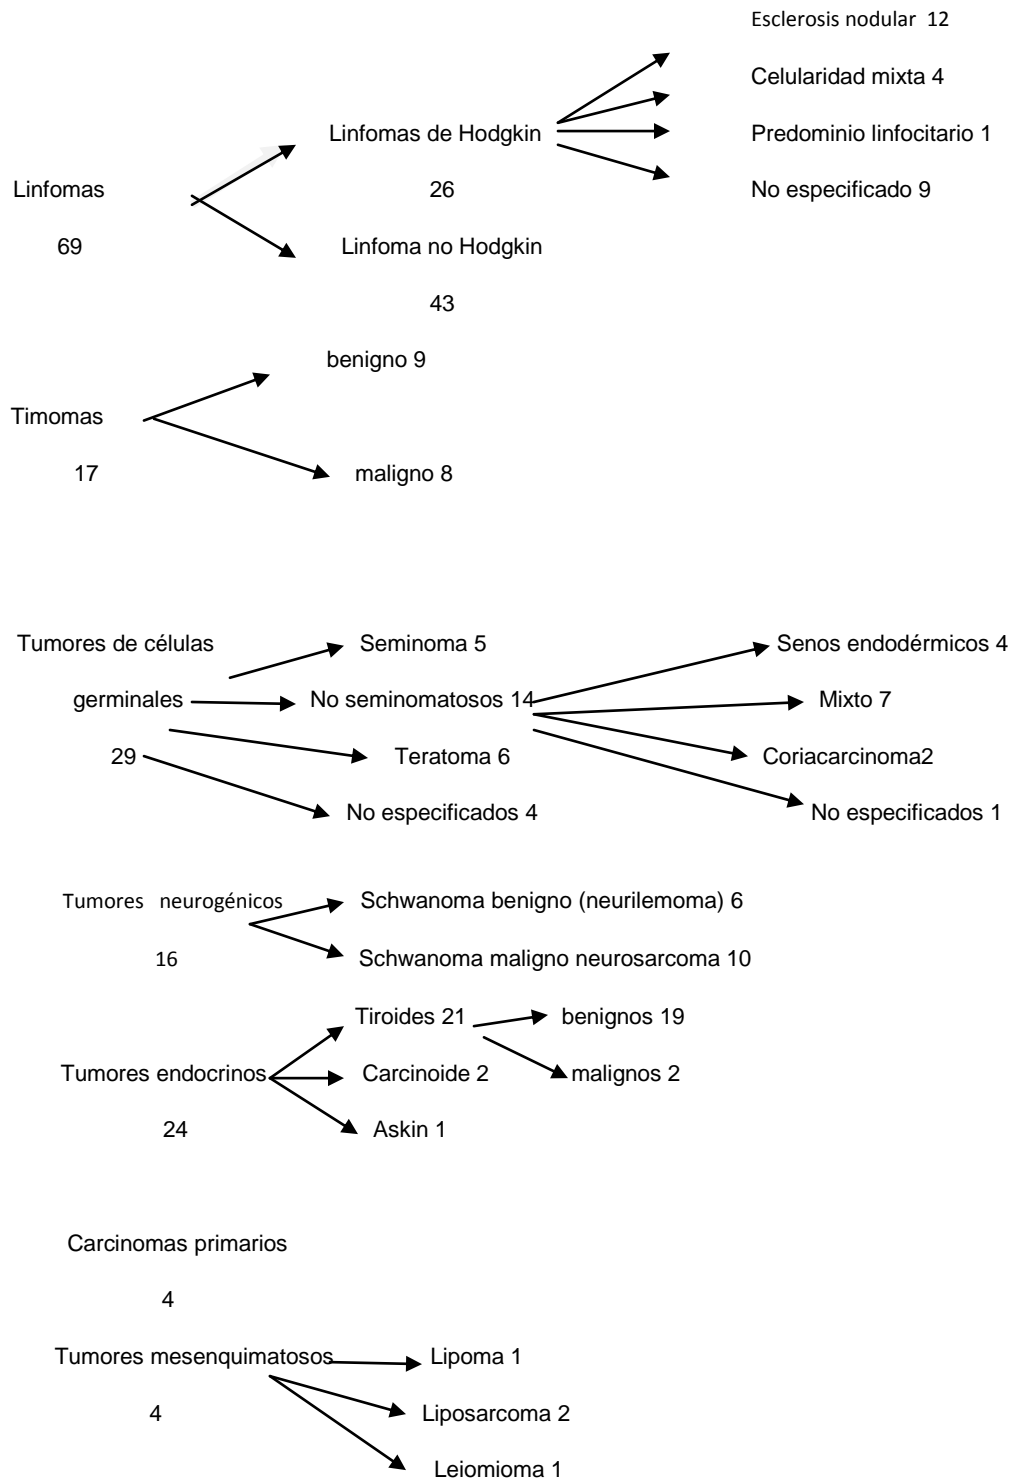 Esclerosis nodular 12
Celularidad mixta 4
Linfomas de Hodgkin
Predominio linfocitario 1
Linfomas
26
No especificado 9
69
Linfoma no Hodgkin
43
benigno 9
Timomas
17
maligno 8
Tumores de células
Seminoma 5
Senos endodérmicos 4
germinales
No seminomatosos 14
Mixto 7
29
Teratoma 6
Coriacarcinoma2
No especificados 4
No especificados 1
Tumores neurogénicos
Schwanoma benigno (neurilemoma) 6
16
Schwanoma maligno neurosarcoma 10
Tiroides 21
benignos 19
Tumores endocrinos
Carcinoide 2
malignos 2
24
Askin 1
Carcinomas primarios
4
Tumores mesenquimatosos
Lipoma 1
4
Liposarcoma 2
Leiomioma 1